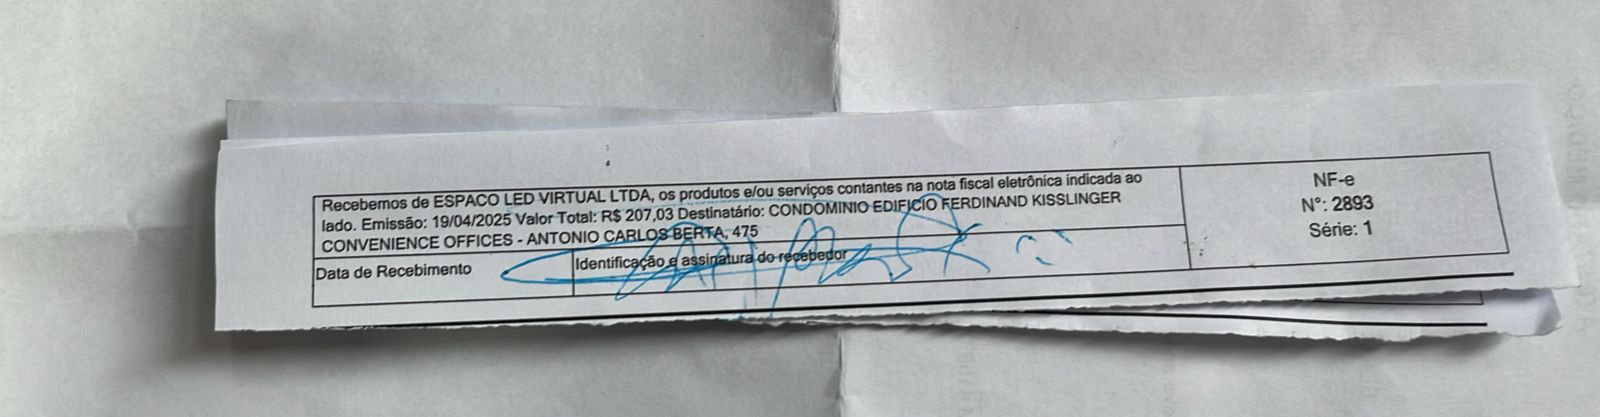 Recebemos de ESPACO LED VIRTUAL LTDA, os produtos e/ou serviços contantes na nota fiscal eletrônica indicada ao
lado. Emissão: 19/04/2025 Valor Total: R$ 207,03 Destinatário: CONDOMINIO EDIFICIO FERDINAND KISSLINGER
CONVENIENCE OFFICES - ANTONIO CARLOS BERTA, 475
Data de Recebimento
Identificação e assinatura do recebedor
NF-e
Nº: 2893
Série: 1